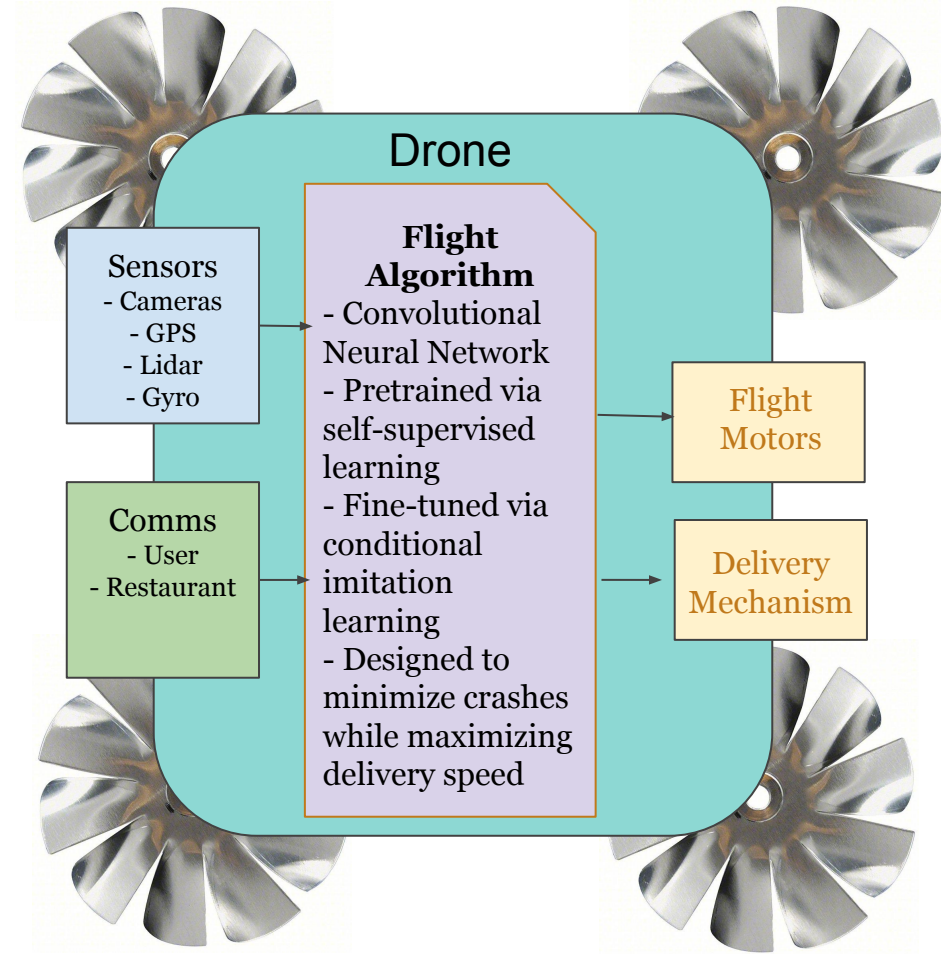 Drone
Sensors
- Cameras
- GPS
- Lidar
- Gyro
Comms
- User
- Restaurant
Flight
Algorithm
- Convolutional
Neural Network
- Pretrained via
self-supervised
learning
- Fine-tuned via
conditional
imitation
learning
- Designed to
minimize crashes
while maximizing
delivery speed
Flight
Motors
Delivery
Mechanism